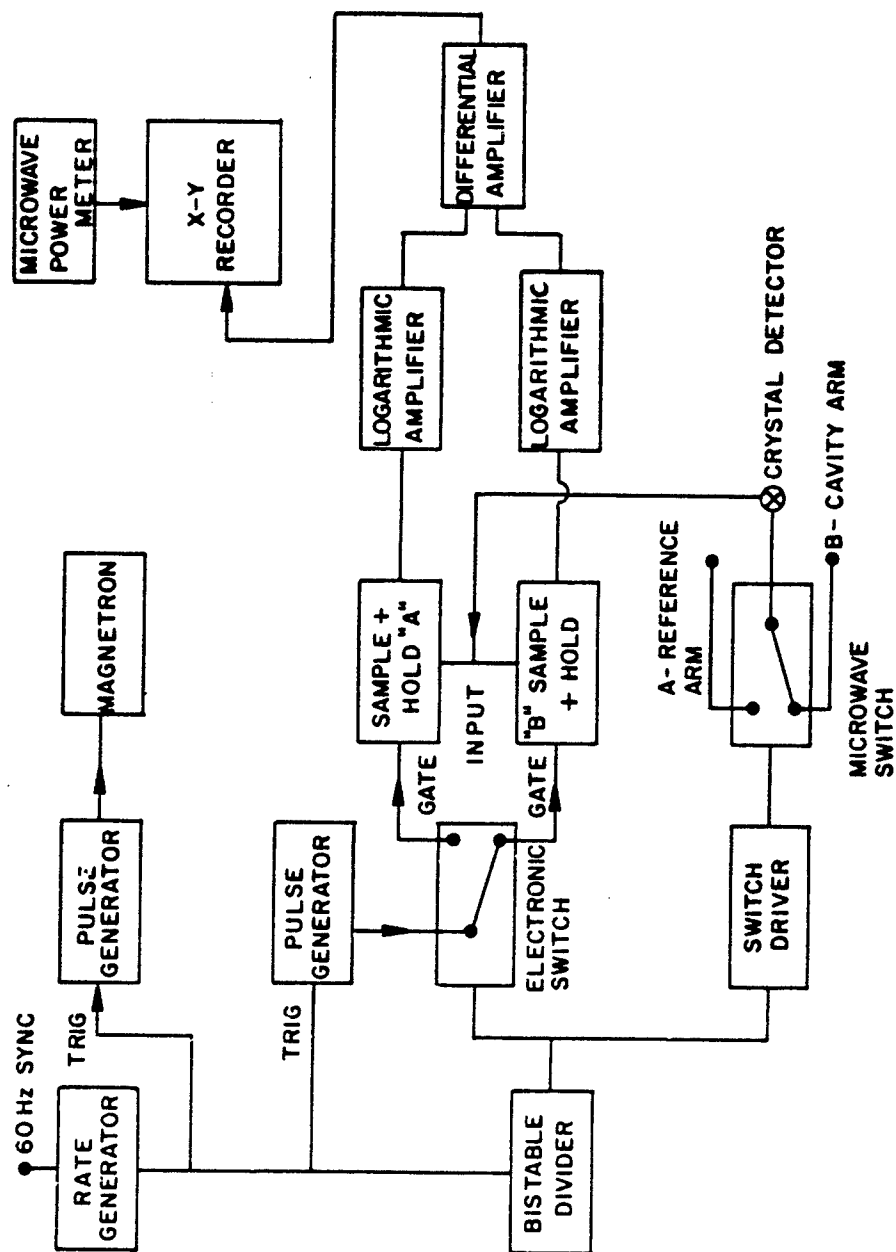 60 Hz SYNC
RATE
GENERATOR
TRIG
PULSE
GENERATOR
MAGNETRON
MICROWAVE
POWER
METER
X-Y
RECORDER
TRIG
PULSE
GENERATOR
ELECTRONIC
SWITCH
GATE
SAMPLE +
HOLD "A"
INPUT
GATE
"B" SAMPLE
+ HOLD
LOGARITHMIC
AMPLIFIER
LOGARITHMIC
AMPLIFIER
DIFFERENTIAL
AMPLIFIER
BISTABLE
DIVIDER
SWITCH
DRIVER
A- REFERENCE
ARM
CRYSTAL DETECTOR
B- CAVITY ARM
MICROWAVE
SWITCH